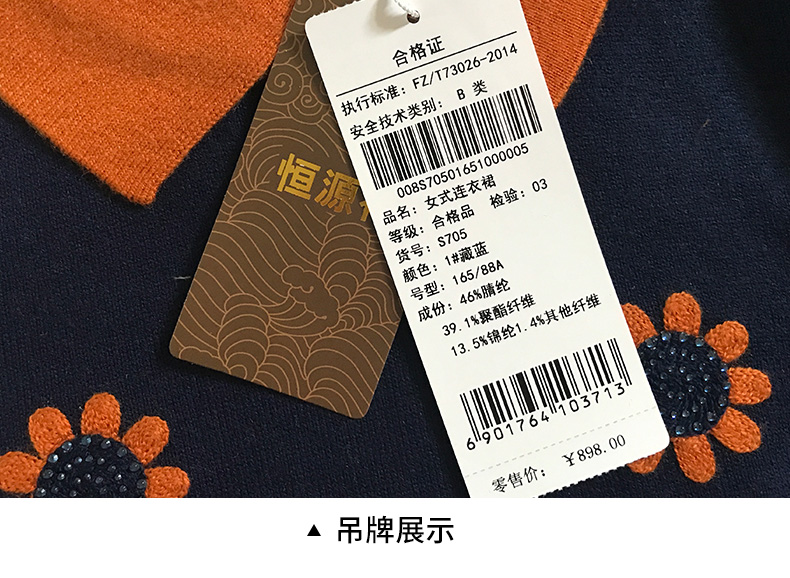 合格证
执行标准：FZ/T73026-2014
安全技术类别： B 类
008S70501651000005
品名：女式连衣裙
等级：合格品 检验：03
货号：S705
颜色：1#藏蓝
号型：165/88A
成份：46%腈纶
39.1%聚酯纤维
13.5%锦纶1.4%其他纤维
6 901764 103713
零售价： ￥898.00
恒源
▲ 吊牌展示